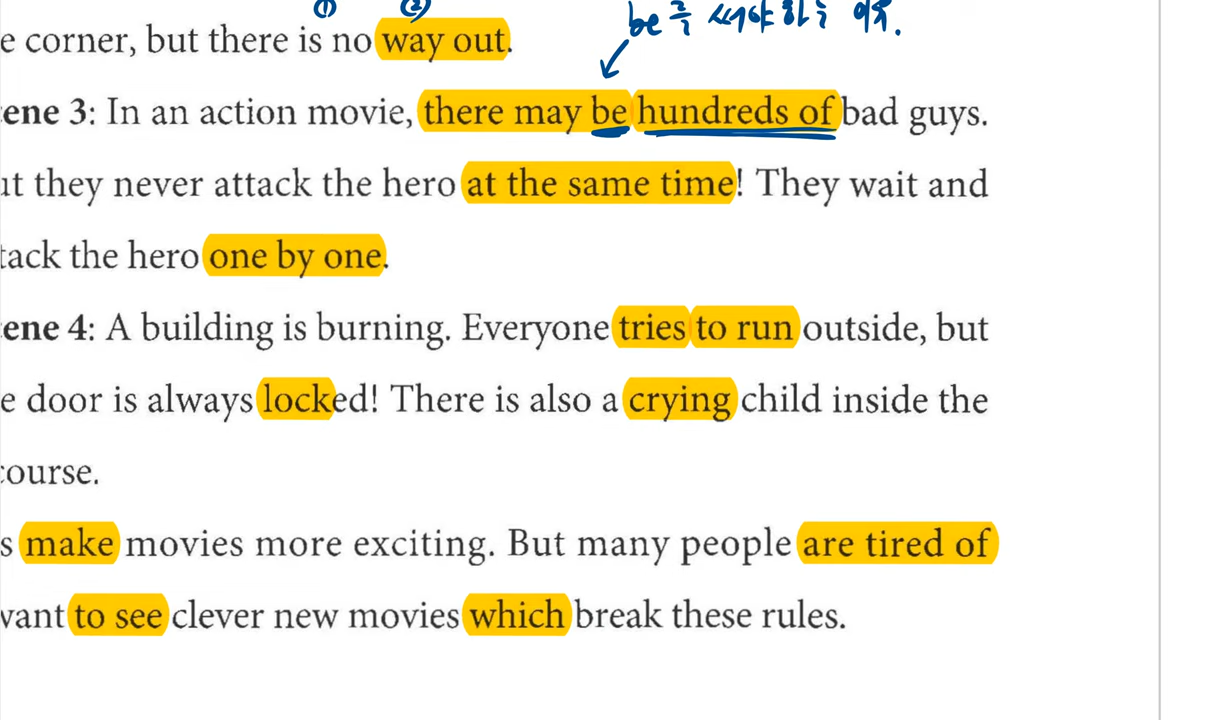 ① ②
be를 써야 하는 이유.
e corner, but there is no way out.
ene 3: In an action movie, there may be hundreds of bad guys.
ut they never attack the hero at the same time! They wait and
tack the hero one by one.
ene 4: A building is burning. Everyone tries to run outside, but
e door is always locked! There is also a crying child inside the
course.
s make movies more exciting. But many people are tired of
want to see clever new movies which break these rules.